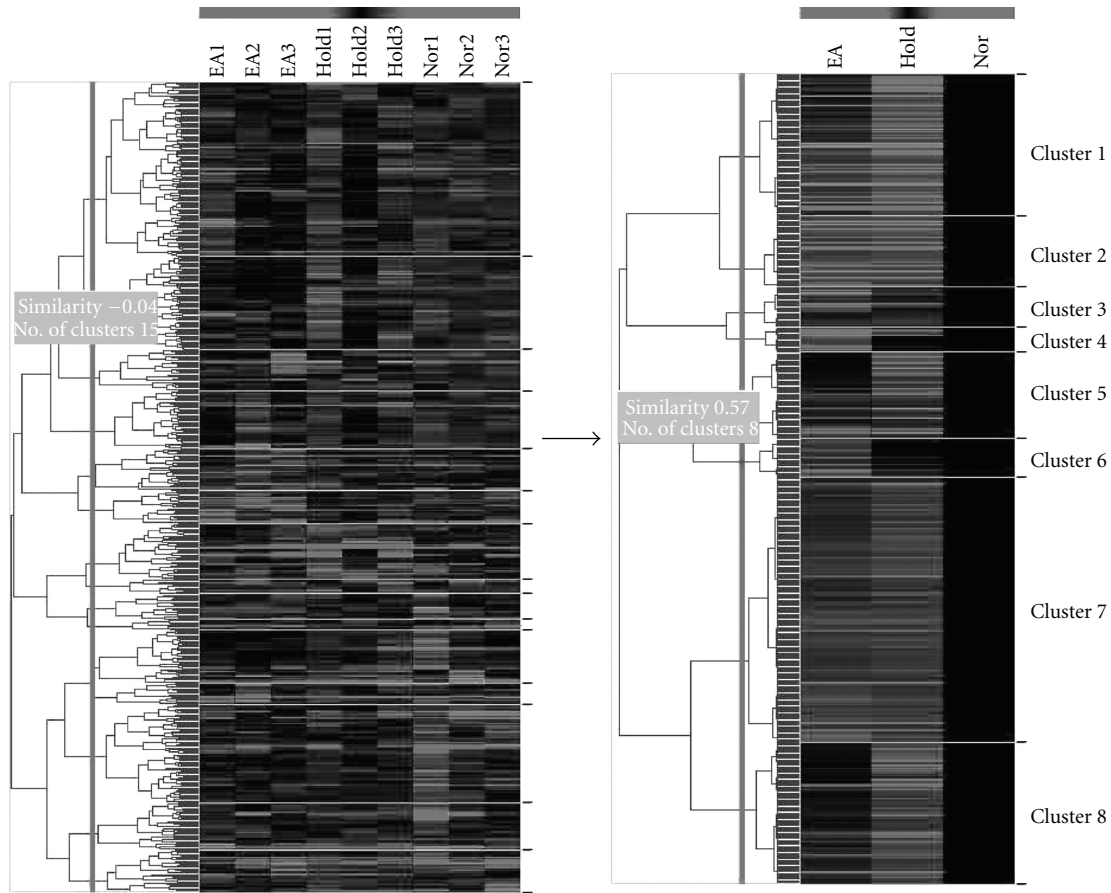 EA1
EA2
EA3
Hold1
Hold2
Hold3
Nor1
Nor2
Nor3
Similarity −0.04
No. of clusters 15
EA
Hold
Nor
Cluster 1
Cluster 2
Cluster 3
Cluster 4
Cluster 5
Similarity 0.57
No. of clusters 8
Cluster 6
Cluster 7
Cluster 8